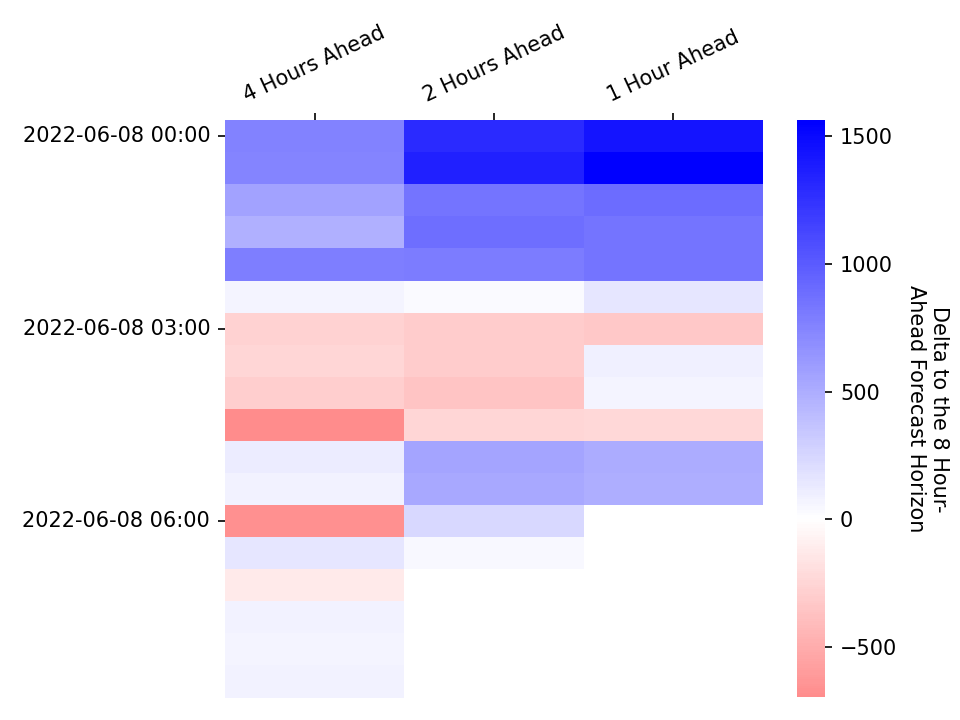 4 Hours Ahead
2 Hours Ahead
1 Hour Ahead
2022-06-08 00:00
2022-06-08 03:00
2022-06-08 06:00
1500
1000
500
0
−500
Delta to the 8 Hour-
Ahead Forecast Horizon